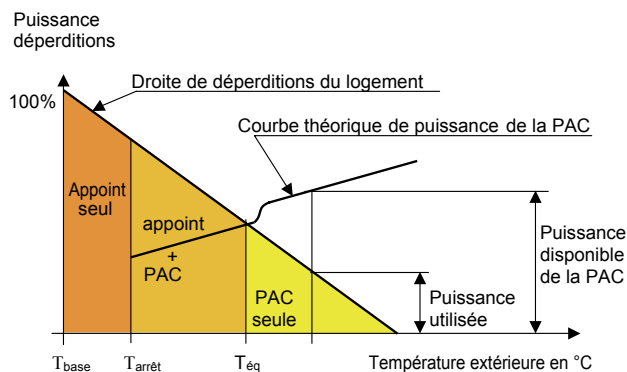 Puissance
déperditions
100%
Droite de déperditions du logement
Courbe théorique de puissance de la PAC
Appoint
seul
appoint
+
PAC
PAC
seule
Puissance
utilisée
Puissance
disponible
de la PAC
Tbase
Tarrêt
Téq
Température extérieure en °C